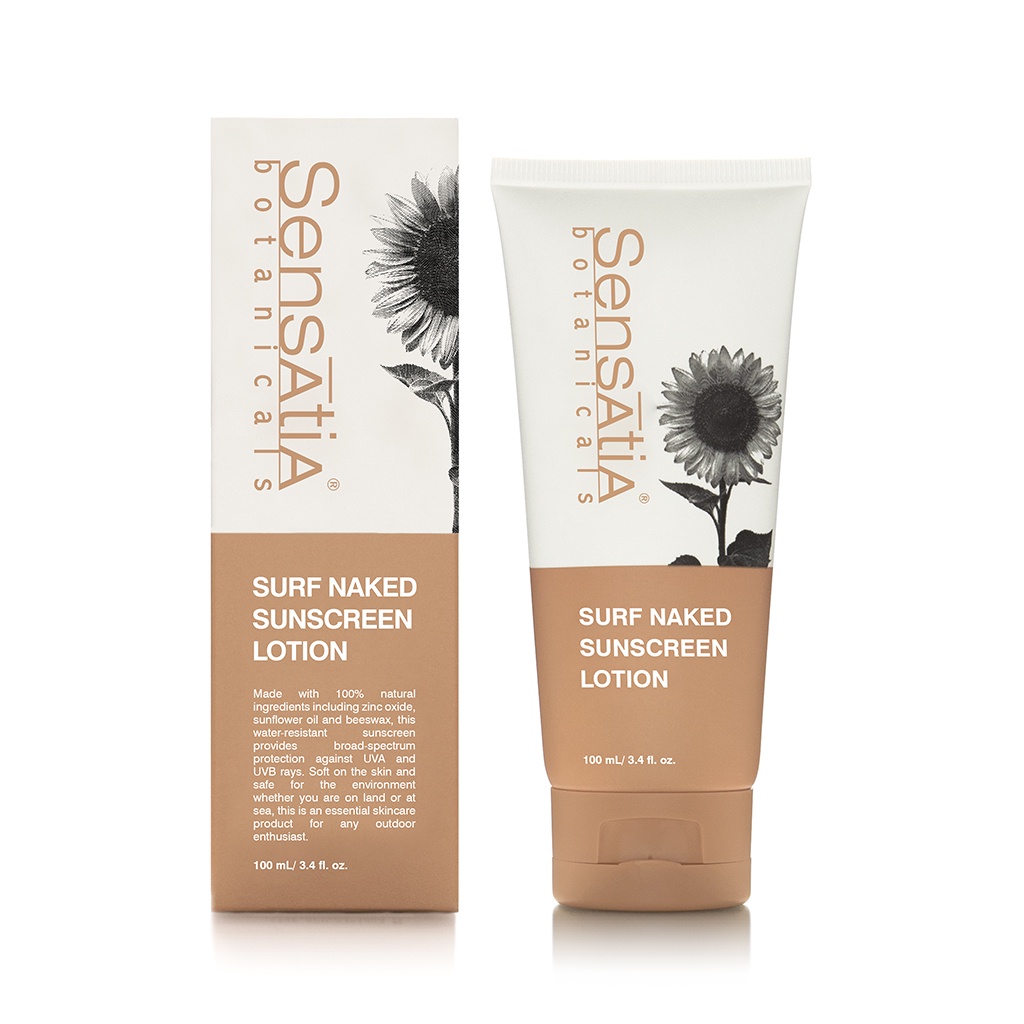 SensAtiA®
botanicals
SURF NAKED
SUNSCREEN
LOTION
Made with 100% natural
ingredients including zinc oxide,
sunflower oil and beeswax, this
water-resistant sunscreen
provides broad-spectrum
protection against UVA and
UVB rays. Soft on the skin and
safe for the environment
whether you are on land or at
sea, this is an essential skincare
product for any outdoor
enthusiast.
100 mL/ 3.4 fl. oz.
SensAtiA®
botanicals
SURF NAKED
SUNSCREEN
LOTION
100 mL/ 3.4 fl. oz.